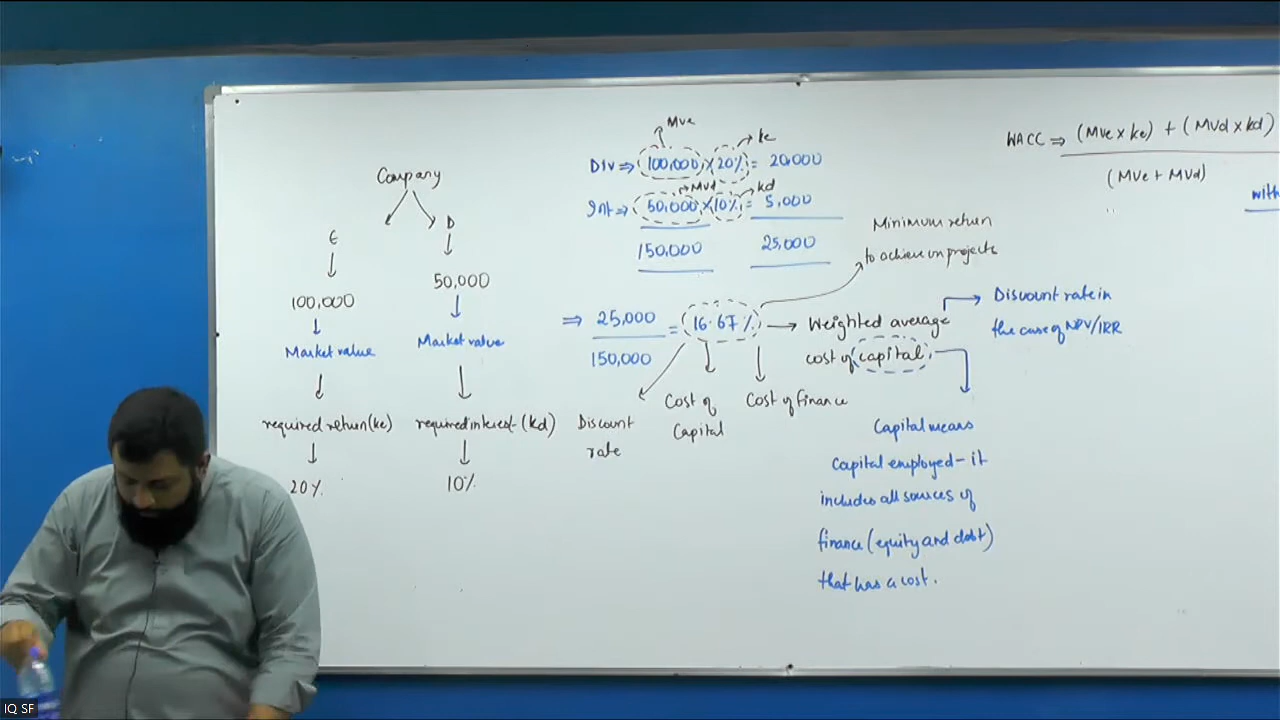 Company
E
D
100,000
50,000
Market value
Market value
required return (ke)
required interest (kd)
20%
10%
MVe
ke
Div ⇒ 100,000 × 20% = 20,000
MVd
kd
Int ⇒ 50,000 × 10% = 5,000
150,000
25,000
⇒ 25,000
150,000
= 16.67% → Weighted average
cost of capital
Discount
rate
Cost of
Capital
Cost of finance
Minimum return
to achieve on projects
Discount rate in
the case of NPV/IRR
Capital means
Capital employed - it
includes all sources of
finance (equity and debt)
that has a cost.
WACC ⇒ (MVe × ke) + (MVd × kd)
(MVe + MVd)
with
IQ SF